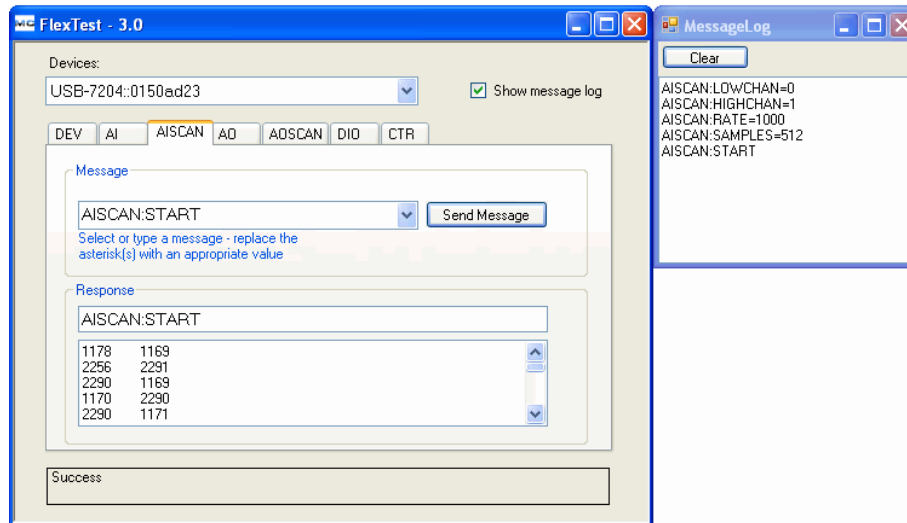 MC FlexTest - 3.0
Devices:
USB-7204::0150ad23
Show message log
DEV AI AISCAN AO AOSCAN DIO CTR
Message
AISCAN:START
Send Message
Select or type a message - replace the
asterisk(s) with an appropriate value
Response
AISCAN:START
1178 1169
2256 2291
2290 1169
1170 2290
2290 1171
Success
MessageLog
Clear
AISCAN:LOWCHAN=0
AISCAN:HIGHCHAN=1
AISCAN:RATE=1000
AISCAN:SAMPLES=512
AISCAN:START